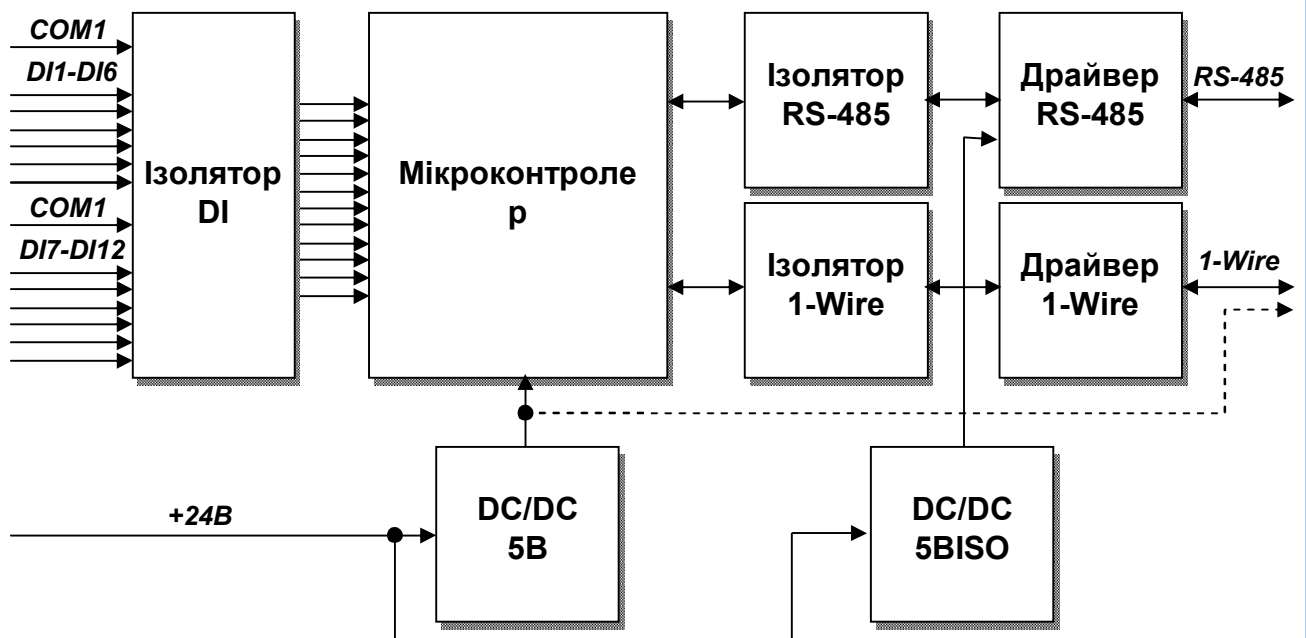 COM1
DI1-DI6
COM1
DI7-DI12
Ізолятор
DI
Мікроконтроле
р
Ізолятор
RS-485
Драйвер
RS-485
RS-485
Ізолятор
1-Wire
Драйвер
1-Wire
1-Wire
+24В
DC/DC
5В
DC/DC
5ВISO